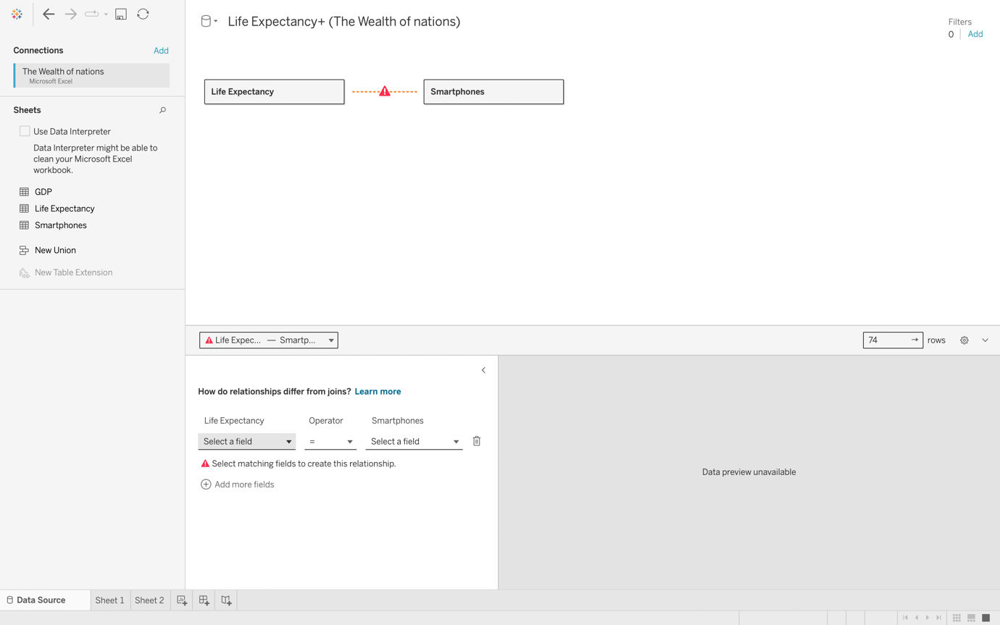 Life Expectancy+ (The Wealth of nations)
Filters
0 Add
Connections Add
The Wealth of nations
Microsoft Excel
Sheets
Use Data Interpreter
Data Interpreter might be able to
clean your Microsoft Excel
workbook.
GDP
Life Expectancy
Smartphones
New Union
New Table Extension
Life Expectancy
Smartphones
Life Expec... — Smartp...
74 → rows
How do relationships differ from joins? Learn more
Life Expectancy Operator Smartphones
Select a field = Select a field
Select matching fields to create this relationship.
Add more fields
Data preview unavailable
Data Source Sheet 1 Sheet 2